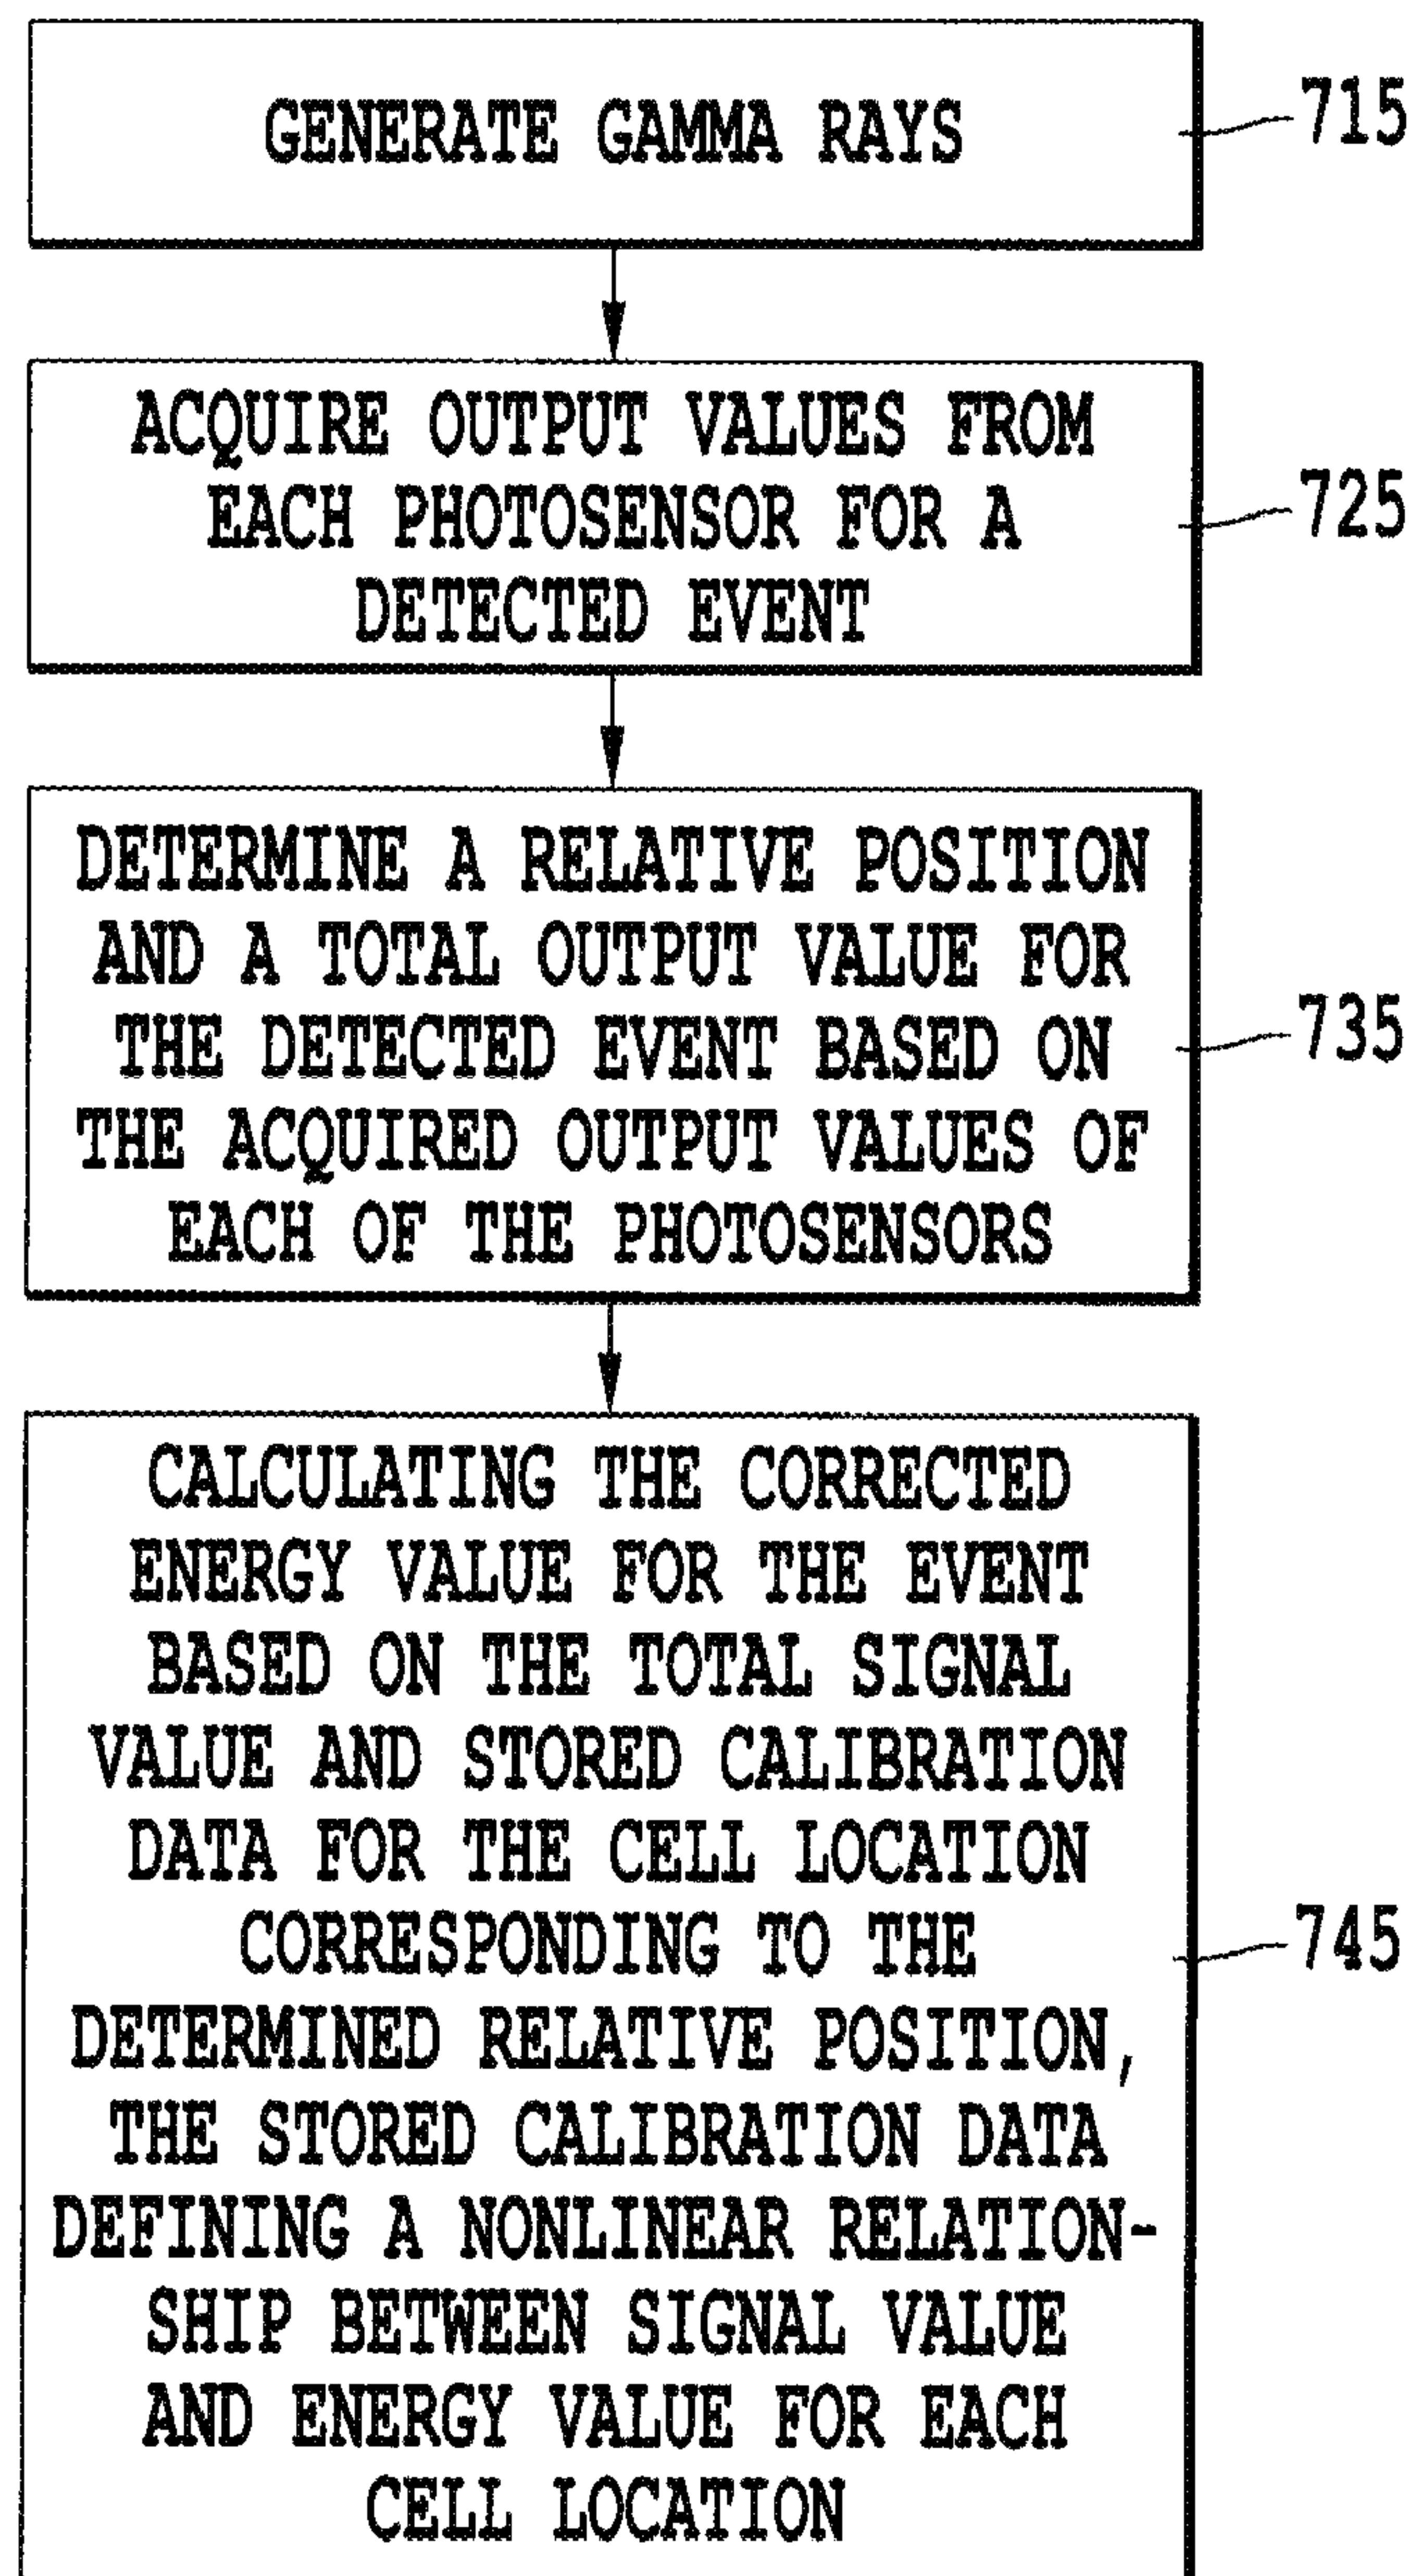 GENERATE GAMMA RAYS
715
ACQUIRE OUTPUT VALUES FROM
EACH PHOTOSENSOR FOR A
DETECTED EVENT
725
DETERMINE A RELATIVE POSITION
AND A TOTAL OUTPUT VALUE FOR
THE DETECTED EVENT BASED ON
THE ACQUIRED OUTPUT VALUES OF
EACH OF THE PHOTOSENSORS
735
CALCULATING THE CORRECTED
ENERGY VALUE FOR THE EVENT
BASED ON THE TOTAL SIGNAL
VALUE AND STORED CALIBRATION
DATA FOR THE CELL LOCATION
CORRESPONDING TO THE
DETERMINED RELATIVE POSITION,
THE STORED CALIBRATION DATA
DEFINING A NONLINEAR RELATION-
SHIP BETWEEN SIGNAL VALUE
AND ENERGY VALUE FOR EACH
CELL LOCATION
745